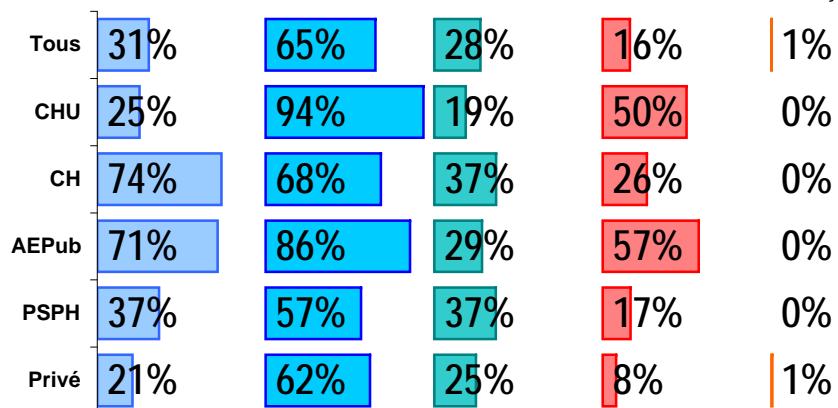 Tous 31% 65% 28% 16% 1%
CHU 25% 94% 19% 50% 0%
CH 74% 68% 37% 26% 0%
AEPub 71% 86% 29% 57% 0%
PSPH 37% 57% 37% 17% 0%
Privé 21% 62% 25% 8% 1%